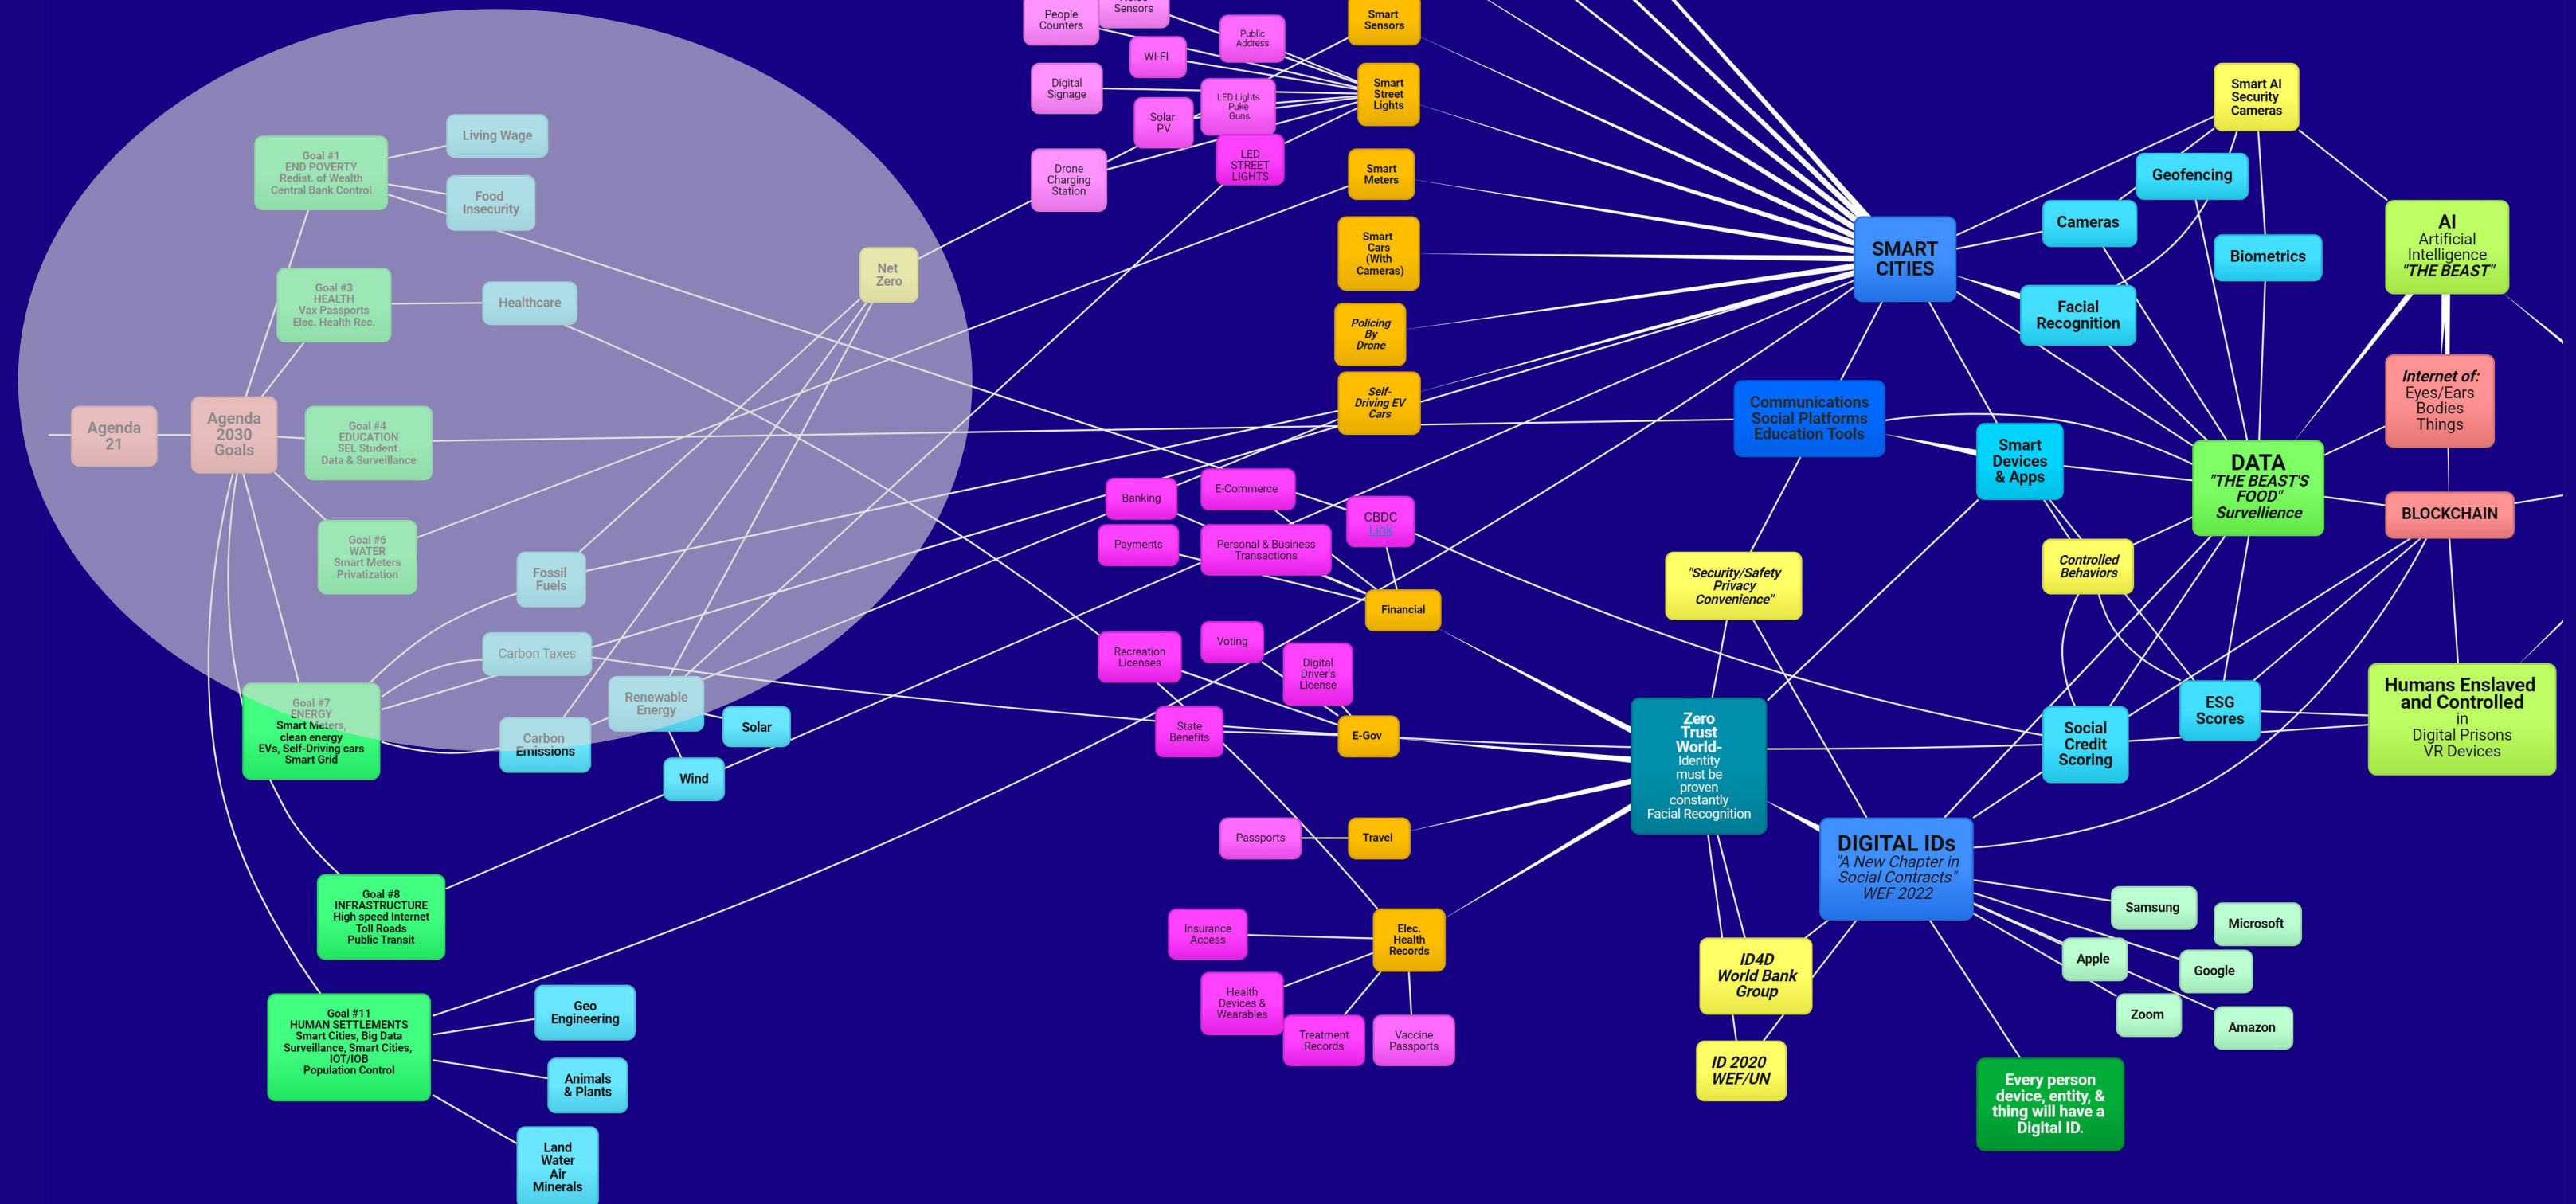 People
Counters
Sensors
Public
Address
WI-FI
Digital
Signage
LED Lights
Puke
Guns
Solar
PV
LED
STREET
LIGHTS
Drone
Charging
Station
Smart
Sensors
Smart
Street
Lights
Smart
Meters
Smart
Cars
(With
Cameras)
Policing
By
Drone
Self-
Driving EV
Cars
Goal #1
END POVERTY
Redist. of Wealth
Central Bank Control
Living Wage
Food
Insecurity
Goal #3
HEALTH
Vax Passports
Elec. Health Rec.
Healthcare
Net
Zero
Agenda
21
Agenda
2030
Goals
Goal #4
EDUCATION
SEL Student
Data & Surveillance
Goal #6
WATER
Smart Meters
Privatization
Fossil
Fuels
Carbon Taxes
Goal #7
ENERGY
Smart Meters,
clean energy
EVs, Self-Driving cars
Smart Grid
Renewable
Energy
Carbon
Emissions
Solar
Wind
Goal #8
INFRASTRUCTURE
High speed Internet
Toll Roads
Public Transit
Goal #11
HUMAN SETTLEMENTS
Smart Cities, Big Data
Surveillance, Smart Cities,
IOT/IOB
Population Control
Geo
Engineering
Animals
& Plants
Land
Water
Air
Minerals
Banking
E-Commerce
CBDC
Link
Payments
Personal & Business
Transactions
Financial
Recreation
Licenses
Voting
Digital
Driver's
License
State
Benefits
E-Gov
Passports
Travel
Insurance
Access
Elec.
Health
Records
Health
Devices &
Wearables
Treatment
Records
Vaccine
Passports
SMART
CITIES
Smart AI
Security
Cameras
Geofencing
Cameras
Biometrics
Facial
Recognition
AI
Artificial
Intelligence
"THE BEAST"
Internet of:
Eyes/Ears
Bodies
Things
Communications
Social Platforms
Education Tools
Smart
Devices
& Apps
DATA
"THE BEAST'S
FOOD"
Survellience
BLOCKCHAIN
"Security/Safety
Privacy
Convenience"
Controlled
Behaviors
Zero
Trust
World-
Identity
must be
proven
constantly
Facial Recognition
Social
Credit
Scoring
ESG
Scores
Humans Enslaved
and Controlled
in
Digital Prisons
VR Devices
DIGITAL IDs
"A New Chapter in
Social Contracts"
WEF 2022
ID4D
World Bank
Group
ID 2020
WEF/UN
Samsung
Microsoft
Apple
Google
Zoom
Amazon
Every person
device, entity, &
thing will have a
Digital ID.